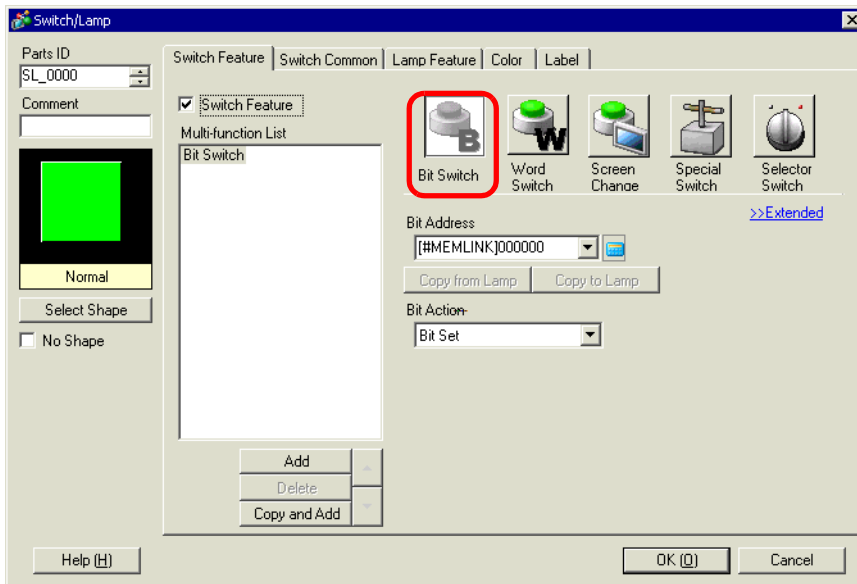 Switch/Lamp
Parts ID
SL_0000
Comment
Normal
Select Shape
No Shape
Switch Feature Switch Common Lamp Feature Color Label
Switch Feature
Multi-function List
Bit Switch
Add
Delete
Copy and Add
B
Bit Switch
W
Word
Switch
Screen
Change
Special
Switch
Selector
Switch
>>Extended
Bit Address
[#MEMLINK]000000
Copy from Lamp Copy to Lamp
Bit Action
Bit Set
Help (H)
OK (O) Cancel